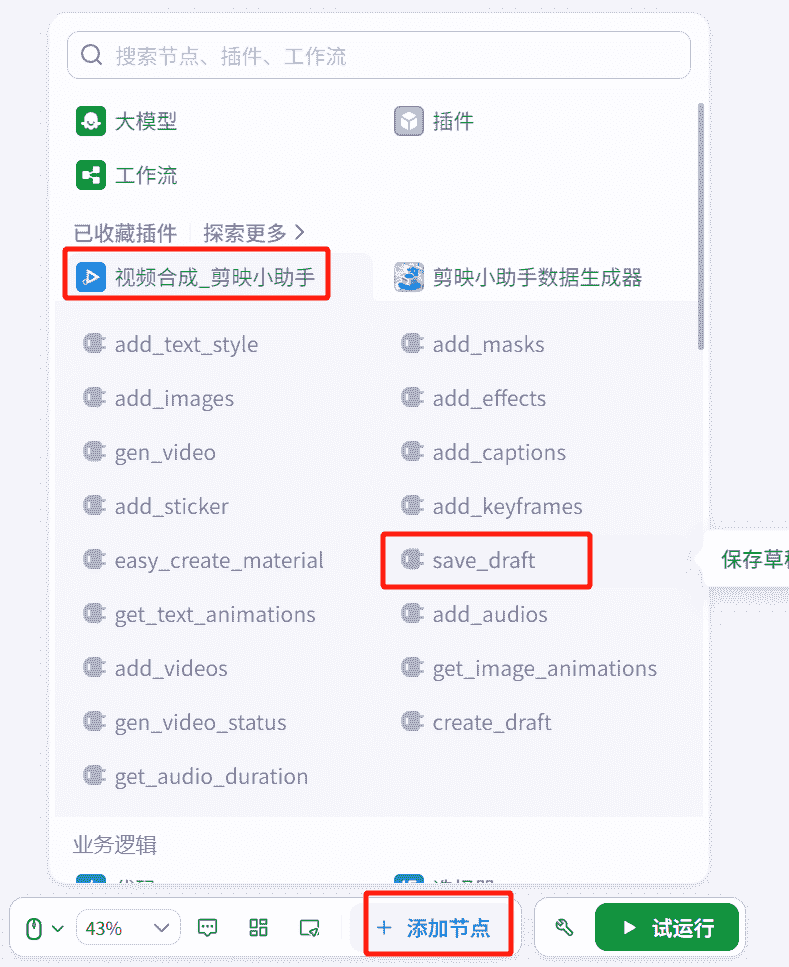 搜索节点、插件、工作流
大模型 插件
工作流
已收藏插件 探索更多
视频合成_剪映小助手 剪映小助手数据生成器
add_text_style add_masks
add_images add_effects
gen_video add_captions
add_sticker add_keyframes
easy_create_material save_draft 保存草
get_text_animations add_audios
add_videos get_image_animations
gen_video_status create_draft
get_audio_duration
业务逻辑
43% 添加节点 试运行